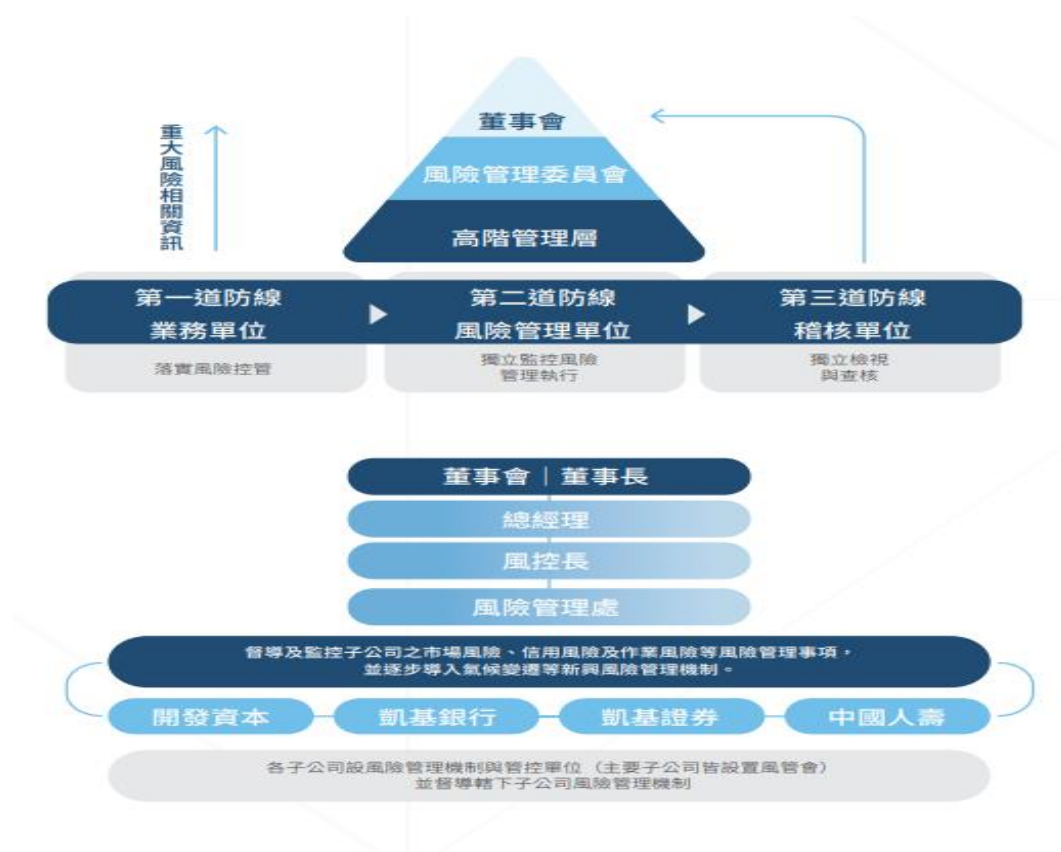 董事會
風險管理委員會
高階管理層
重大風險相關資訊
第一道防線
業務單位
落實風險控管
第二道防線
風險管理單位
獨立監控風險
管理執行
第三道防線
稽核單位
獨立檢視
與查核
董事會｜董事長
總經理
風控長
風險管理處
督導及監控子公司之市場風險、信用風險及作業風險等風險管理事項，
並逐步導入氣候變遷等新興風險管理機制。
開發資本
凱基銀行
凱基證券
中國人壽
各子公司設風險管理機制與管控單位（主要子公司皆設置風管會）
並督導轄下子公司風險管理機制